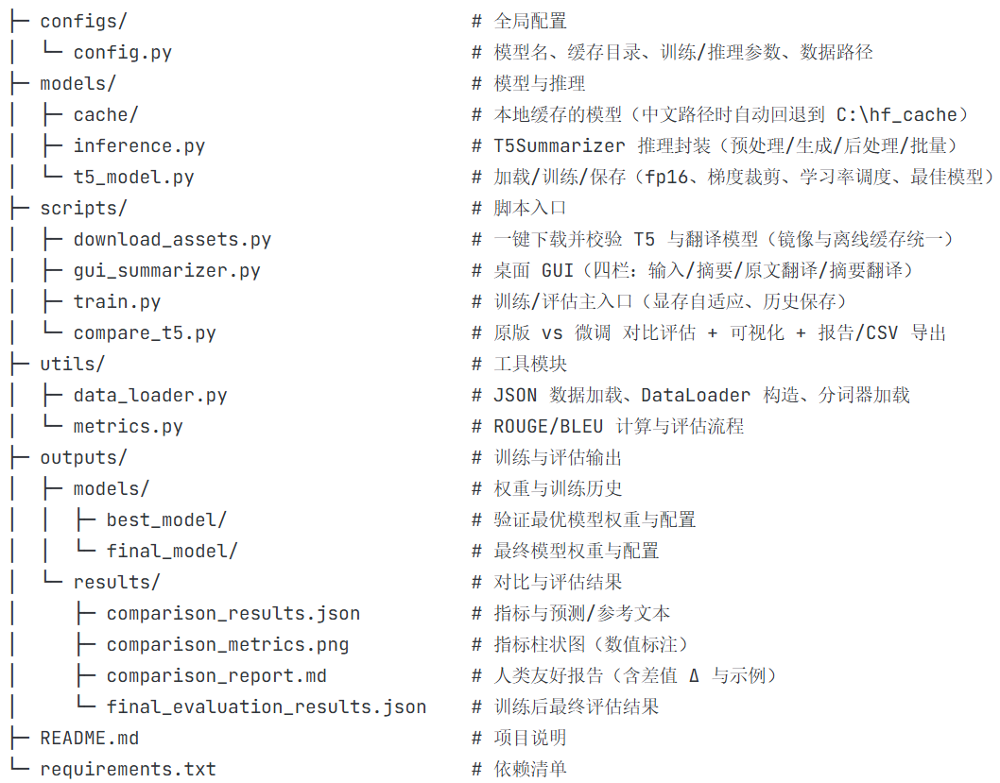 ├─ configs/ # 全局配置
│  └─ config.py # 模型名、缓存目录、训练/推理参数、数据路径
├─ models/ # 模型与推理
│  ├─ cache/ # 本地缓存的模型（中文路径时自动回退到 C:\hf_cache）
│  ├─ inference.py # T5Summarizer 推理封装（预处理/生成/后处理/批量）
│  └─ t5_model.py # 加载/训练/保存（fp16、梯度裁剪、学习率调度、最佳模型）
├─ scripts/ # 脚本入口
│  ├─ download_assets.py # 一键下载并校验 T5 与翻译模型（镜像与离线缓存统一）
│  ├─ gui_summarizer.py # 桌面 GUI（四栏：输入/摘要/原文翻译/摘要翻译）
│  ├─ train.py # 训练/评估主入口（显存自适应、历史保存）
│  └─ compare_t5.py # 原版 vs 微调 对比评估 + 可视化 + 报告/CSV 导出
├─ utils/ # 工具模块
│  ├─ data_loader.py # JSON 数据加载、DataLoader 构造、分词器加载
│  └─ metrics.py # ROUGE/BLEU 计算与评估流程
├─ outputs/ # 训练与评估输出
│  ├─ models/ # 权重与训练历史
│  │  ├─ best_model/ # 验证最优模型权重与配置
│  │  └─ final_model/ # 最终模型权重与配置
│  └─ results/ # 对比与评估结果
│     ├─ comparison_results.json # 指标与预测/参考文本
│     ├─ comparison_metrics.png # 指标柱状图（数值标注）
│     ├─ comparison_report.md # 人类友好报告（含差值 Δ 与示例）
│     └─ final_evaluation_results.json # 训练后最终评估结果
├─ README.md # 项目说明
└─ requirements.txt # 依赖清单